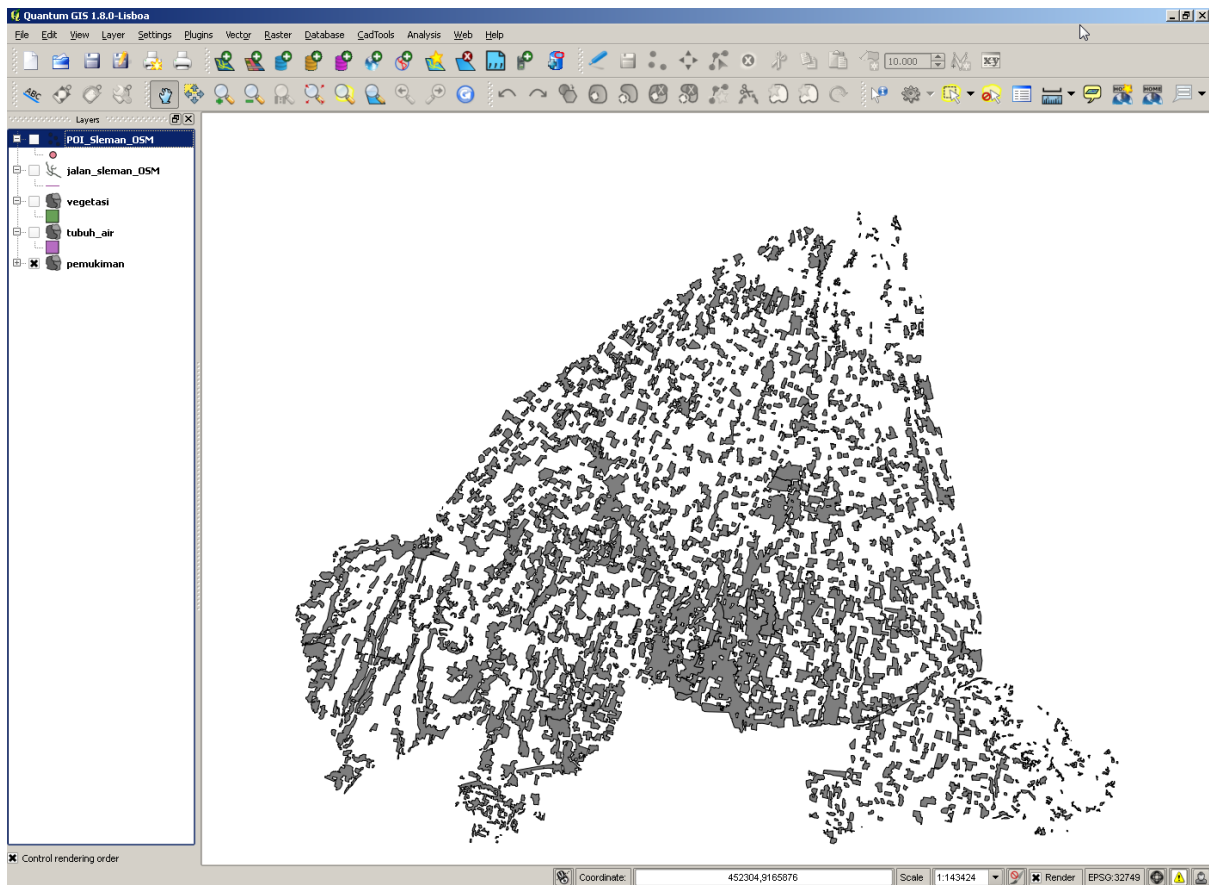 Quantum GIS 1.8.0-Lisboa
File Edit View Layer Settings Plugins Vector Raster Database CadTools Analysis Web Help
10.000
ABC
HOME
Layers
POI_Sleman_OSM
jalan_sleman_OSM
vegetasi
tubuh_air
pemukiman
Control rendering order
Coordinate: 452304,9165876 Scale 1:143424 Render EPSG:32749